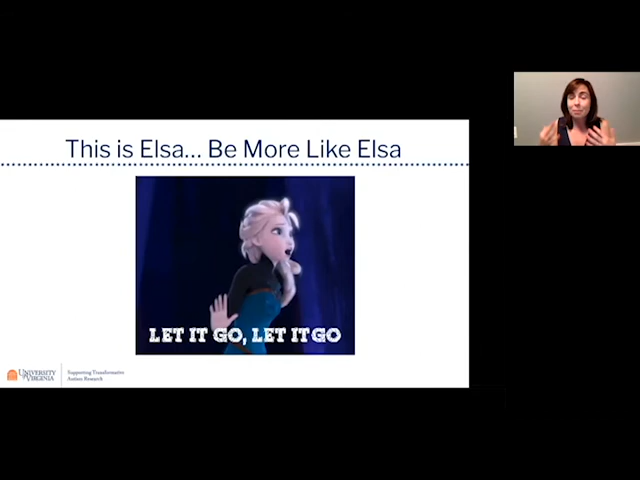 This is Elsa... Be More Like Elsa
LET IT GO, LET IT GO
UNIVERSITY
of VIRGINIA
Supporting Transformative
Autism Research